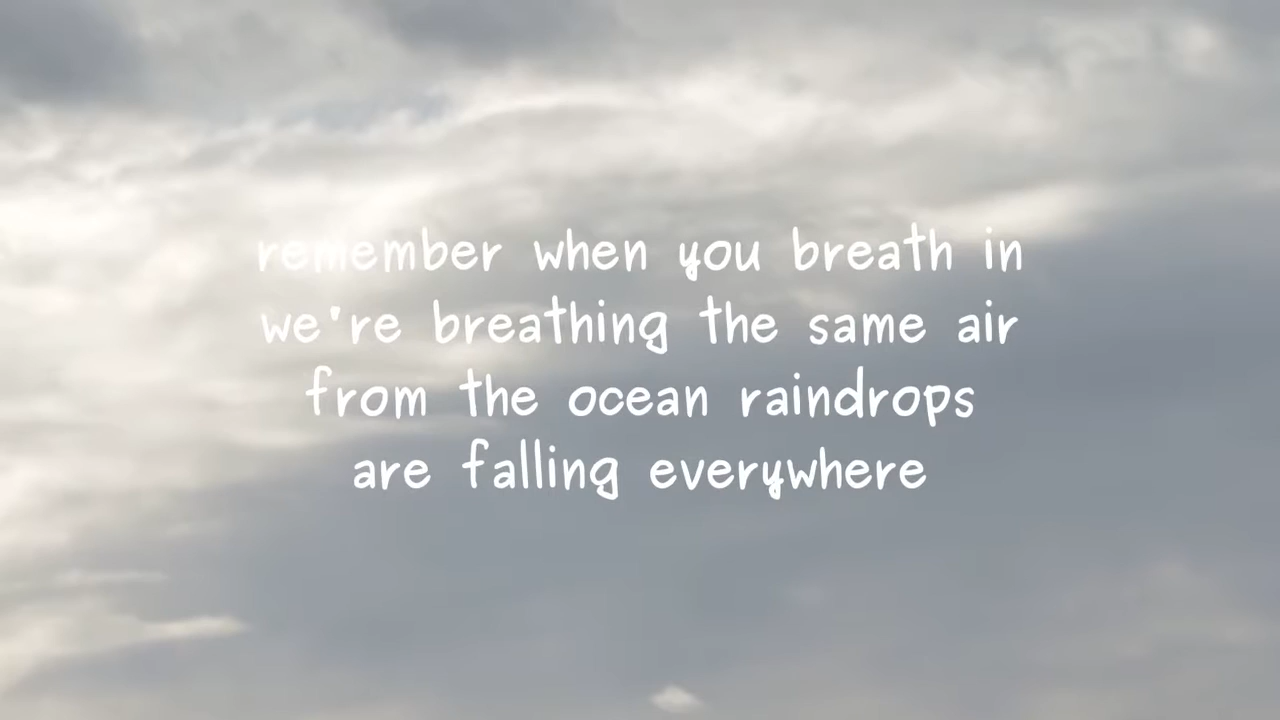 remember when you breath in
we're breathing the same air
from the ocean raindrops
are falling everywhere